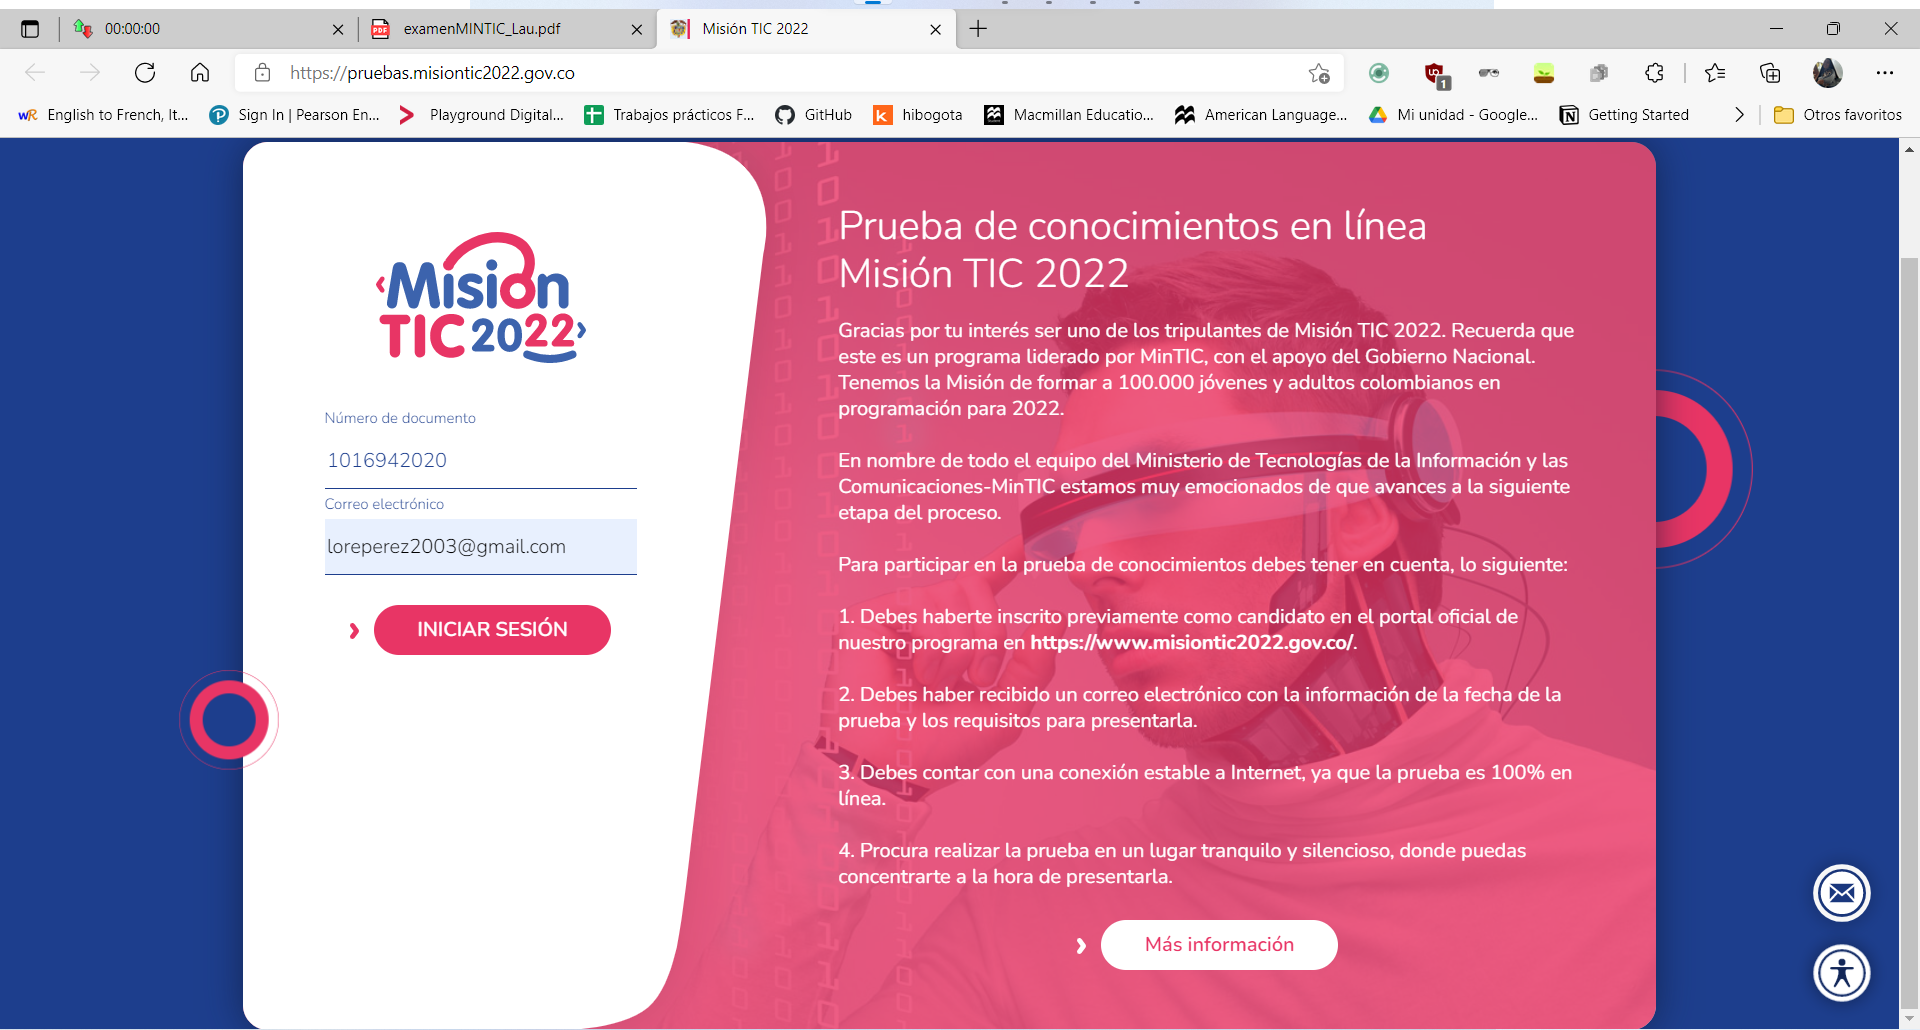 00:00:00
examenMINTIC_Lau.pdf
Misión TIC 2022
https://pruebas.misiontic2022.gov.co
1
English to French, It...
Sign In | Pearson En...
Playground Digital...
Trabajos prácticos F...
GitHub
hibogota
Macmillan Educatio...
American Language...
Mi unidad - Google...
Getting Started
Otros favoritos
Misión
TIC 2022
Número de documento
1016942020
Correo electrónico
loreperez2003@gmail.com
INICIAR SESIÓN
Prueba de conocimientos en línea
Misión TIC 2022
Gracias por tu interés ser uno de los tripulantes de Misión TIC 2022. Recuerda que
este es un programa liderado por MinTIC, con el apoyo del Gobierno Nacional.
Tenemos la Misión de formar a 100.000 jóvenes y adultos colombianos en
programación para 2022.
En nombre de todo el equipo del Ministerio de Tecnologías de la Información y las
Comunicaciones-MinTIC estamos muy emocionados de que avances a la siguiente
etapa del proceso.
Para participar en la prueba de conocimientos debes tener en cuenta, lo siguiente:
1. Debes haberte inscrito previamente como candidato en el portal oficial de
nuestro programa en https://www.misiontic2022.gov.co/.
2. Debes haber recibido un correo electrónico con la información de la fecha de la
prueba y los requisitos para presentarla.
3. Debes contar con una conexión estable a Internet, ya que la prueba es 100% en
línea.
4. Procura realizar la prueba en un lugar tranquilo y silencioso, donde puedas
concentrarte a la hora de presentarla.
Más información